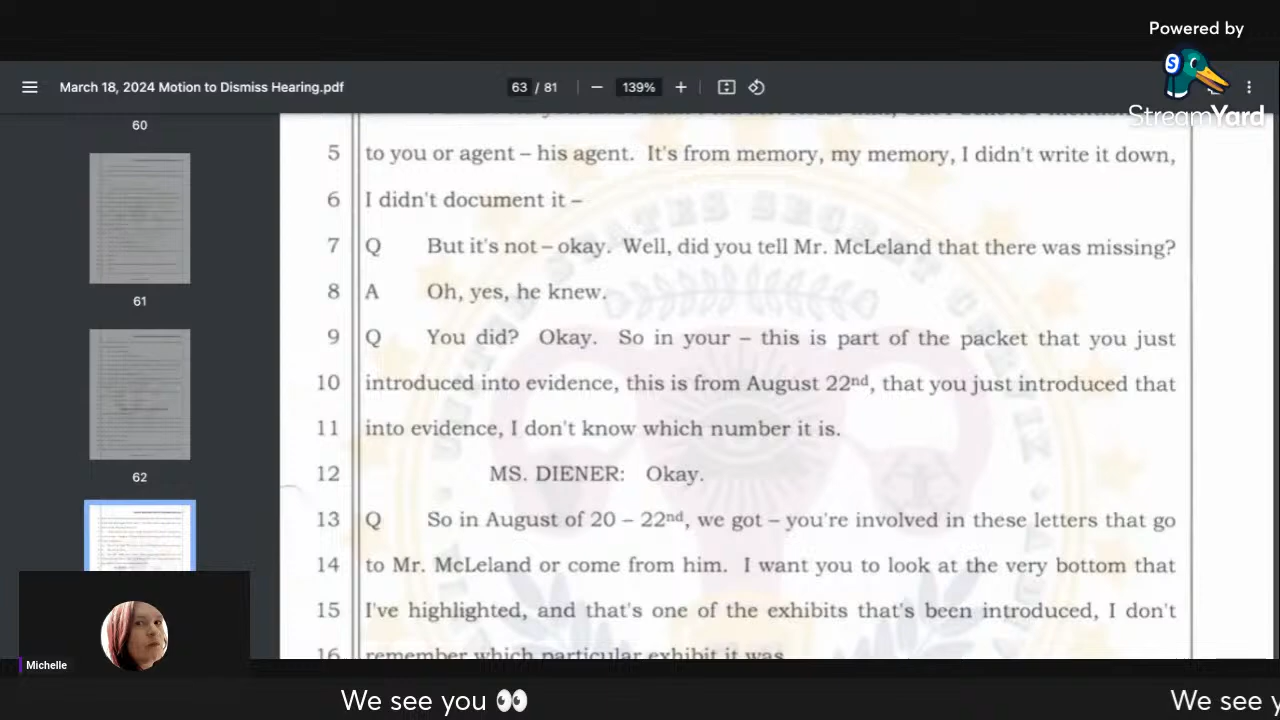 Powered by
StreamYard
March 18, 2024 Motion to Dismiss Hearing.pdf
63 / 81
139%
60
61
62
5 to you or agent – his agent. It's from memory, my memory, I didn't write it down,
6 I didn't document it –
7 Q But it's not – okay. Well, did you tell Mr. McLeland that there was missing?
8 A Oh, yes, he knew.
9 Q You did? Okay. So in your – this is part of the packet that you just
10 introduced into evidence, this is from August 22nd, that you just introduced that
11 into evidence, I don't know which number it is.
12 MS. DIENER: Okay.
13 Q So in August of 20 – 22nd, we got – you're involved in these letters that go
14 to Mr. McLeland or come from him. I want you to look at the very bottom that
15 I've highlighted, and that's one of the exhibits that's been introduced, I don't
16 remember which particular exhibit it was
Michelle
We see you 👀
We see y